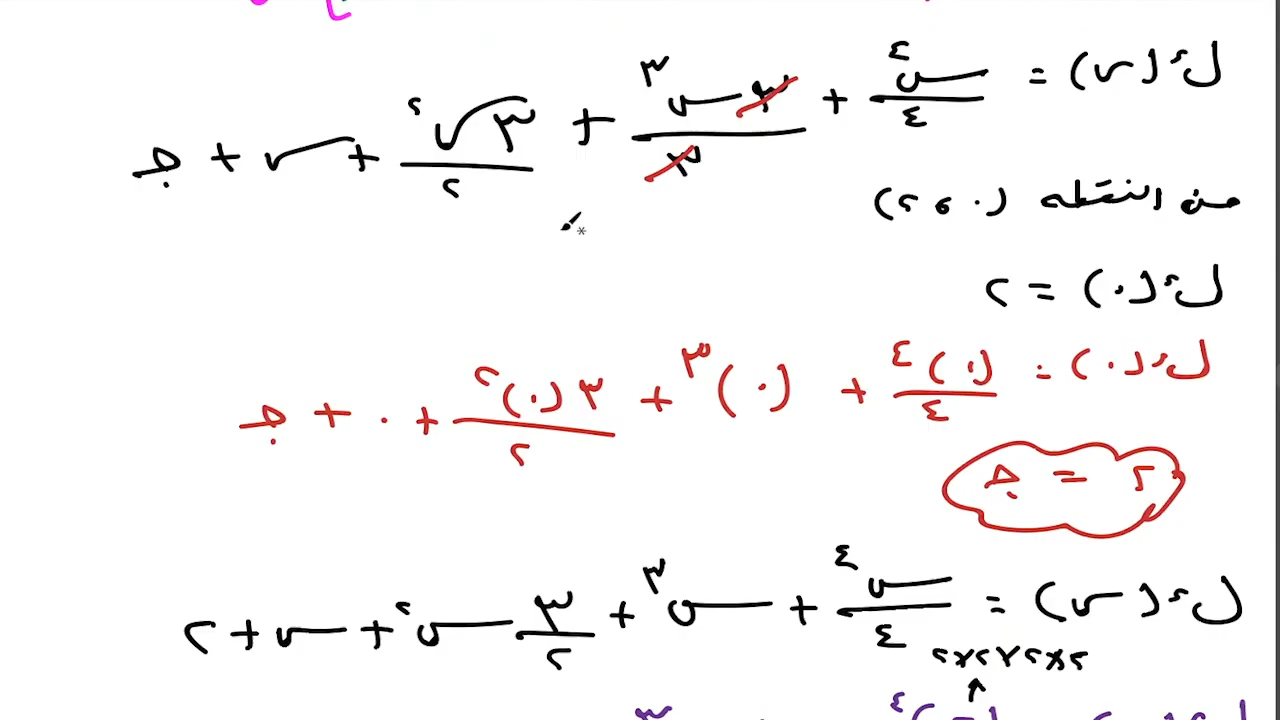 ق(س) = س^٤/٤ + ٣س^٣/٣ + ٣س^٢/٢ + س + جـ
من النقطه (٠ ، ٢)
ق(٠) = ٢
ق(٠) = (٠)^٤/٤ + (٠)^٣ + ٣(٠)^٢/٢ + ٠ + جـ
٢ = جـ
ق(س) = س^٤/٤ + س^٣ + ٣/٢ س^٢ + س + ٢
٢×٢×٢×٢